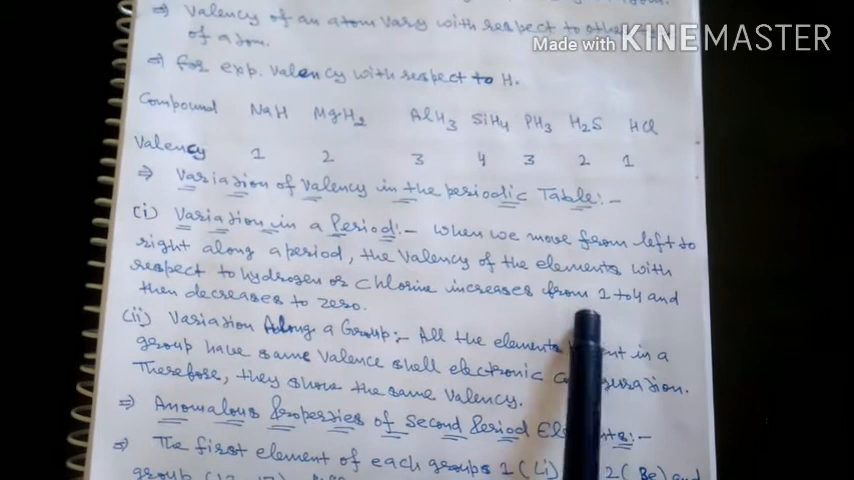 ⇒ Valency of an atom vary with respect to other
of atom.
Made with KINEMASTER
⇒ for exp. valency with respect to H.
Compound NaH MgH2 AlH3 SiH4 PH3 H2S HCl
Valency 1 2 3 4 3 2 1
⇒ Variation of Valency in the periodic Table:-
(i) Variation in a Period:- When we move from left to
right along a period, the Valency of the elements with
respect to hydrogen or Chlorine increases from 1 to 4 and
then decreases to zero.
(ii) Variation Along a Group:- All the elements in a
group have same Valence shell electronic
Therefore, they show the same Valency.
⇒ Anomalous Properties of Second Period :-
⇒ The first element of each groups 1 (Li) 2 (Be) and
group